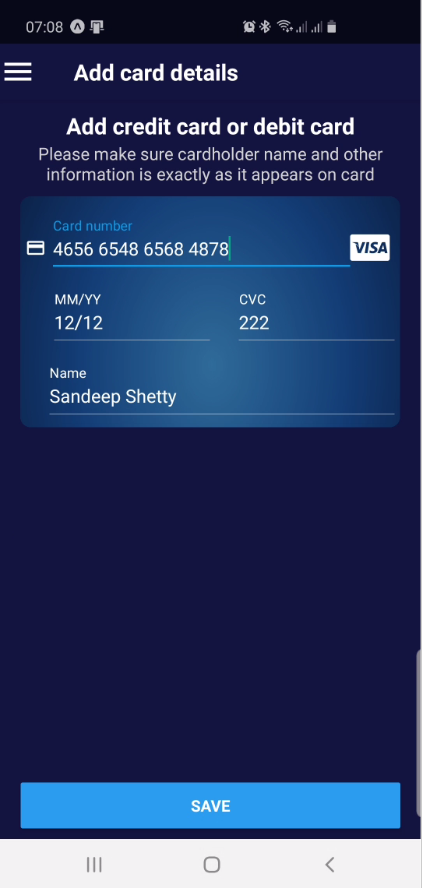 07:08
Add card details
Add credit card or debit card
Please make sure cardholder name and other
information is exactly as it appears on card
Card number
4656 6548 6568 4878
VISA
MM/YY CVC
12/12 222
Name
Sandeep Shetty
SAVE